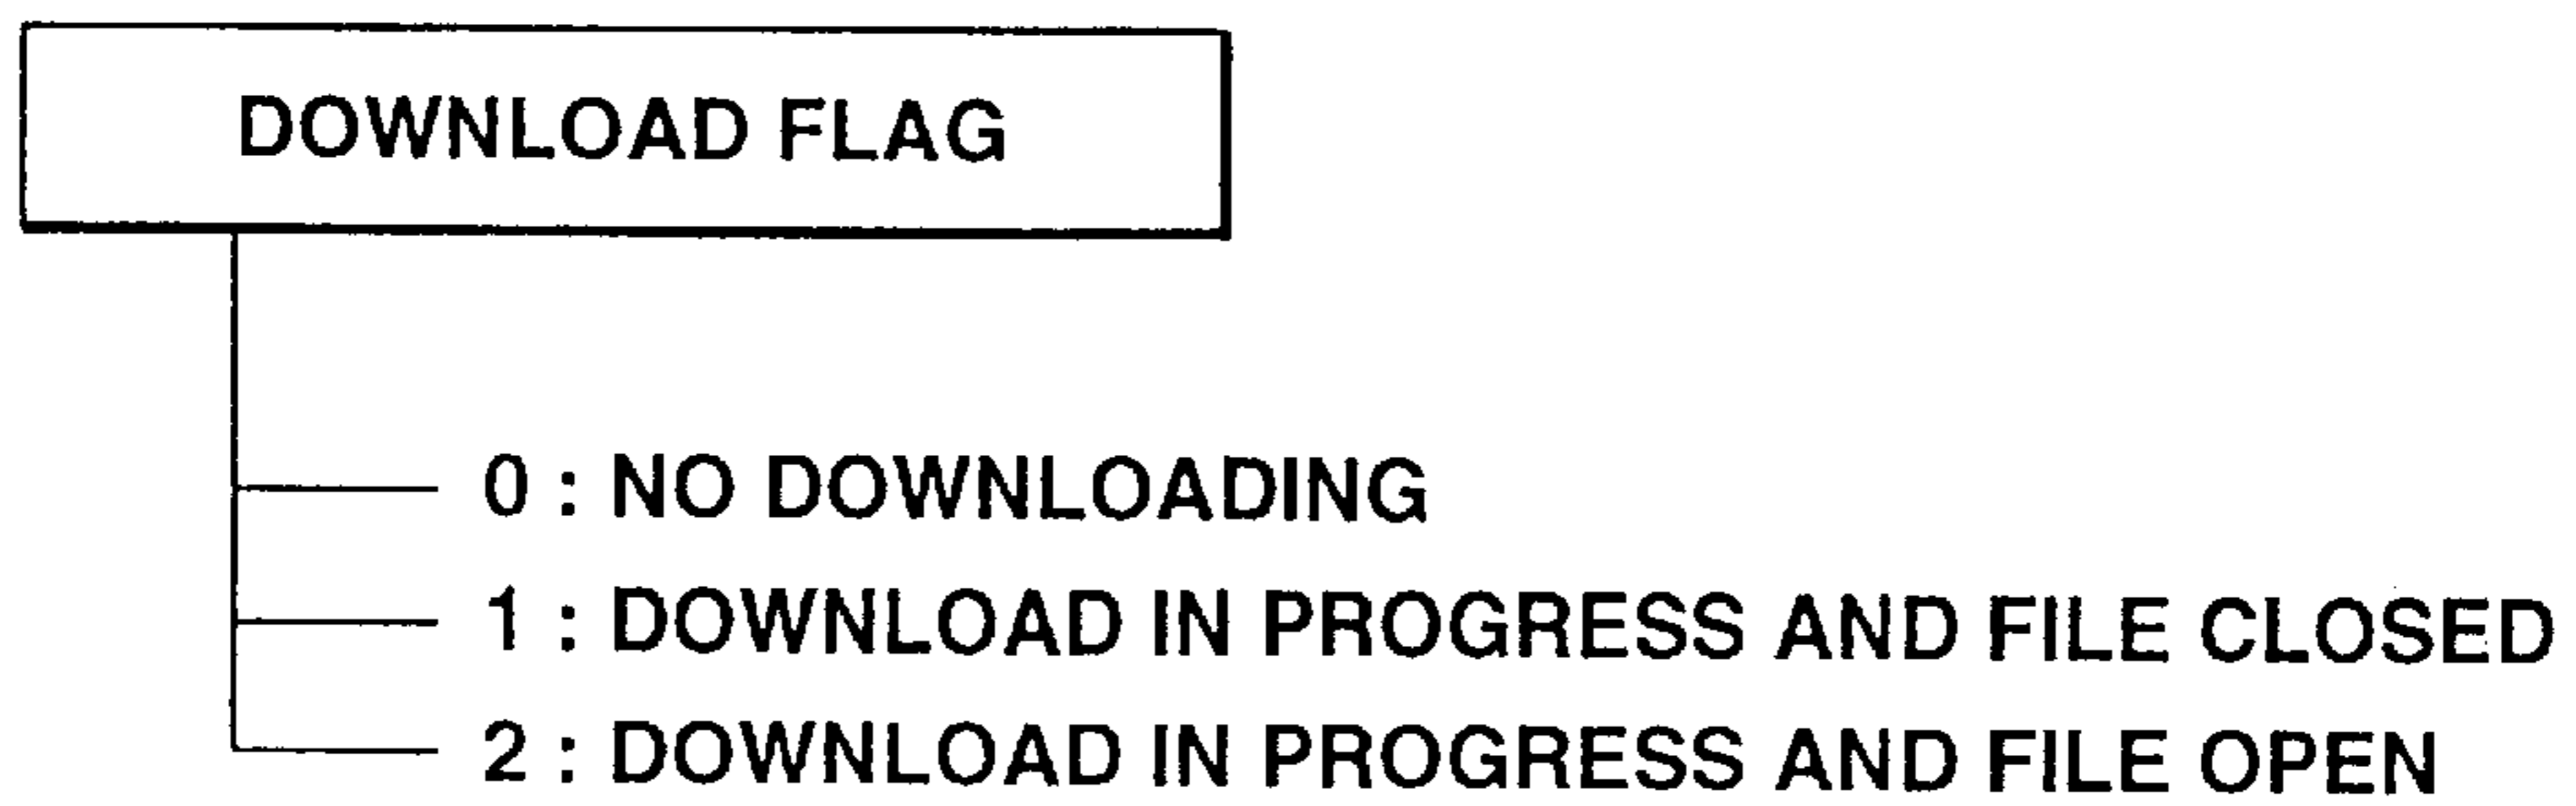 DOWNLOAD FLAG
0 : NO DOWNLOADING
1 : DOWNLOAD IN PROGRESS AND FILE CLOSED
2 : DOWNLOAD IN PROGRESS AND FILE OPEN